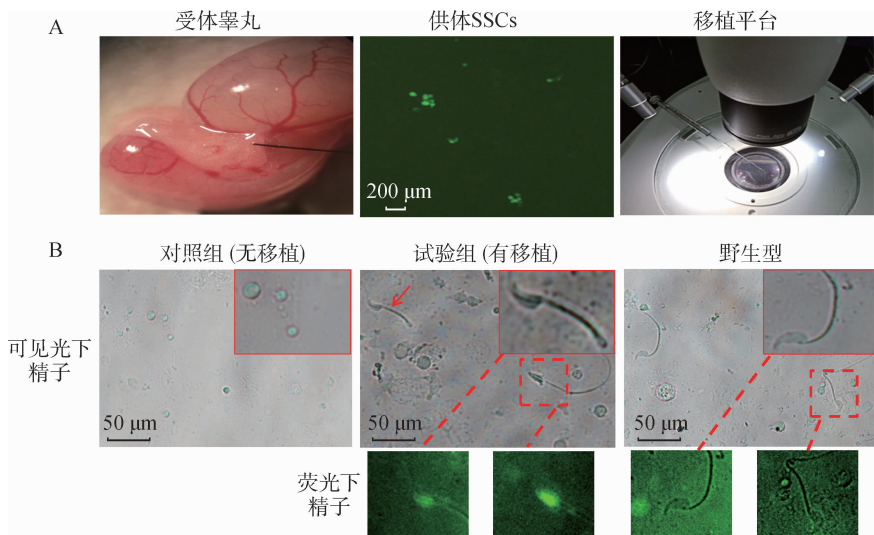 A
受体睾丸
供体SSCs
移植平台
200 μm
B
对照组 (无移植)
试验组 (有移植)
野生型
可见光下
精子
50 μm
50 μm
50 μm
荧光下
精子